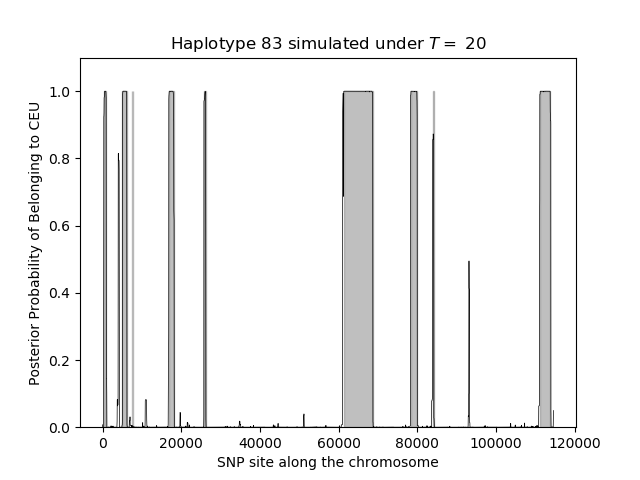 Haplotype 83 simulated under T = 20
Posterior Probability of Belonging to CEU
1.0
0.8
0.6
0.4
0.2
0.0
0 20000 40000 60000 80000 100000 120000
SNP site along the chromosome